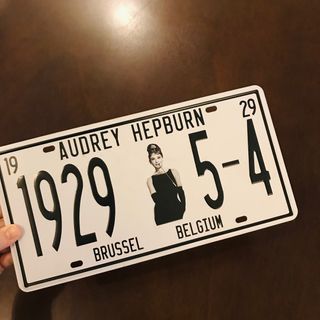 AUDREY HEPBURN
19 29
1929 5-4
BRUSSEL BELGIUM